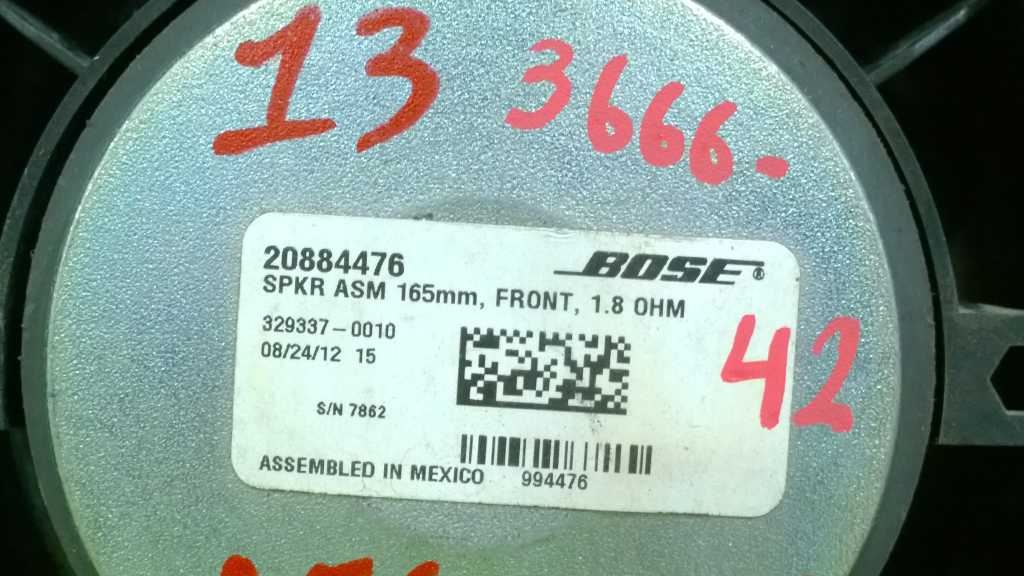 13 3666-
42
20884476 BOSE®
SPKR ASM 165mm, FRONT, 1.8 OHM
329337-0010
08/24/12 15
S/N 7862
ASSEMBLED IN MEXICO 994476